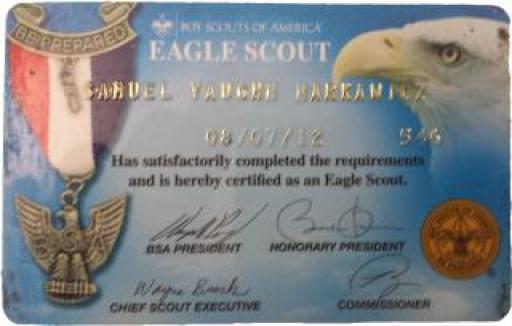 BE PREPARED
BOY SCOUTS OF AMERICA
EAGLE SCOUT
SAMUEL VAUGHN
08/07/12 546
Has satisfactorily completed the requirements
and is hereby certified as an Eagle Scout.
BSA PRESIDENT HONORARY PRESIDENT
Wayne Brock
CHIEF SCOUT EXECUTIVE COMMISSIONER